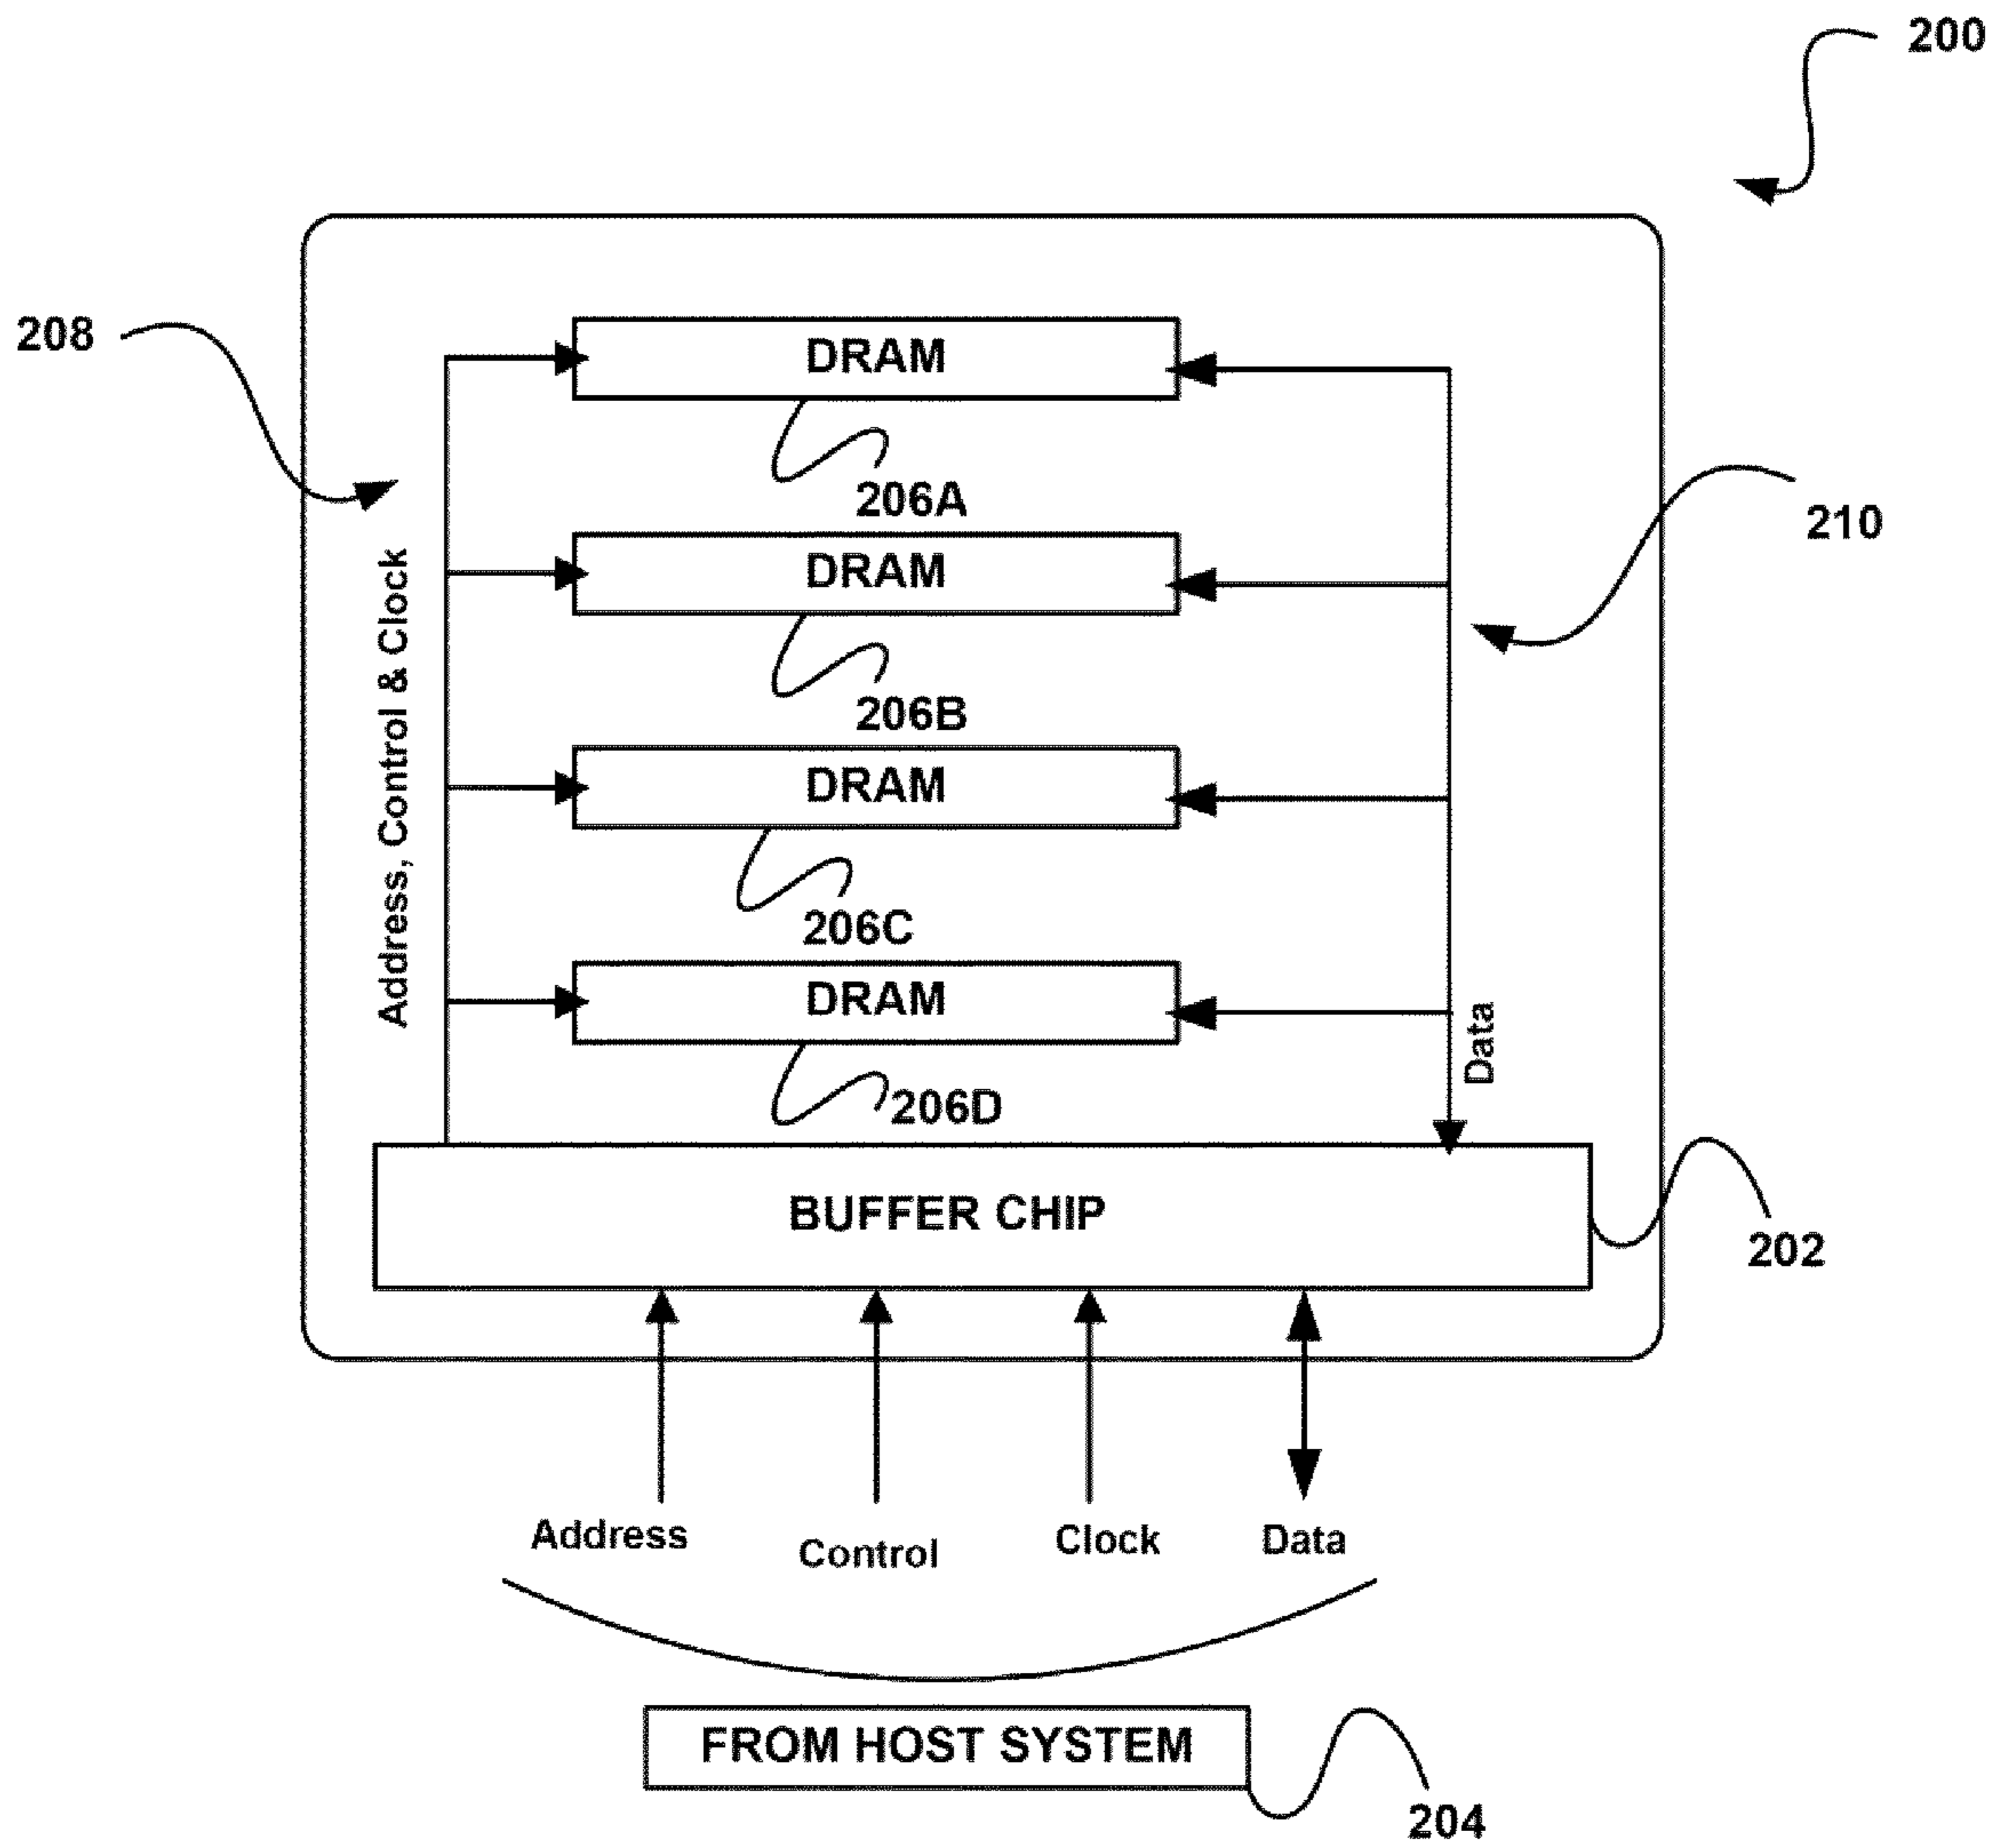 200
208
DRAM
206A
210
DRAM
Address, Control & Clock
206B
DRAM
206C
DRAM
Data
206D
BUFFER CHIP
202
Address
Control
Clock
Data
FROM HOST SYSTEM
204